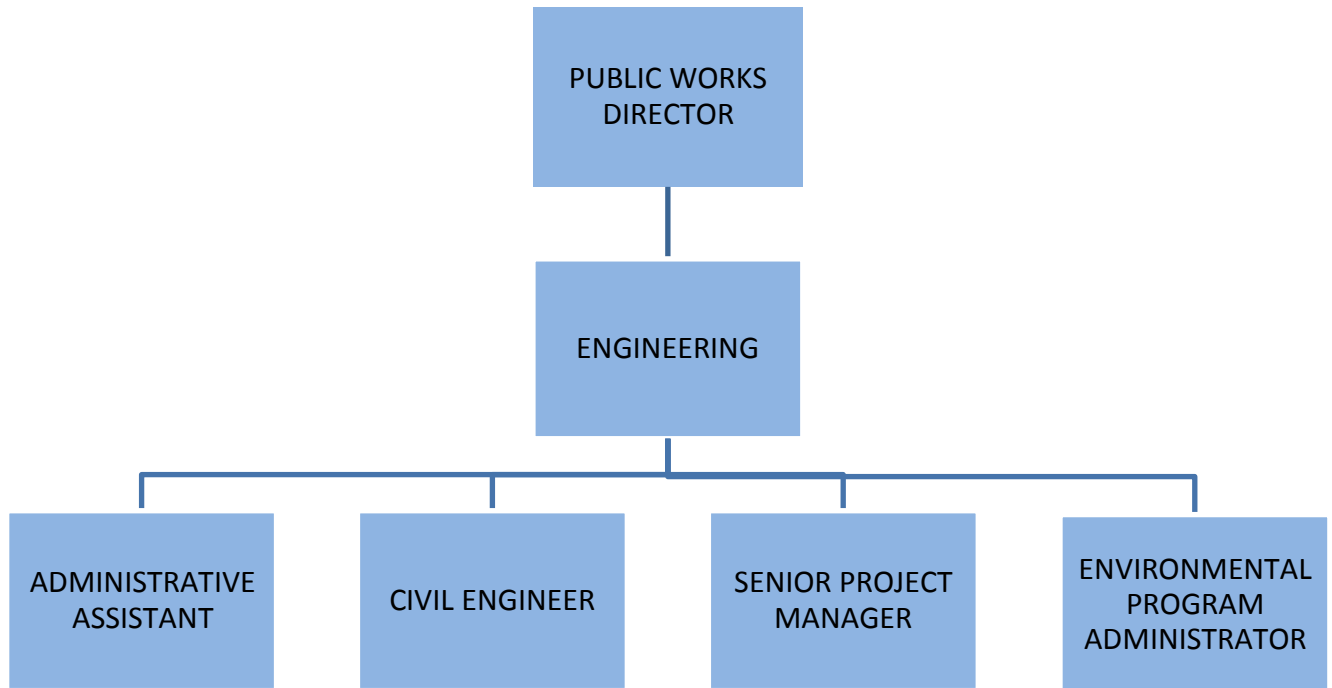 PUBLIC WORKS
DIRECTOR
ENGINEERING
ADMINISTRATIVE
ASSISTANT
CIVIL ENGINEER
SENIOR PROJECT
MANAGER
ENVIRONMENTAL
PROGRAM
ADMINISTRATOR